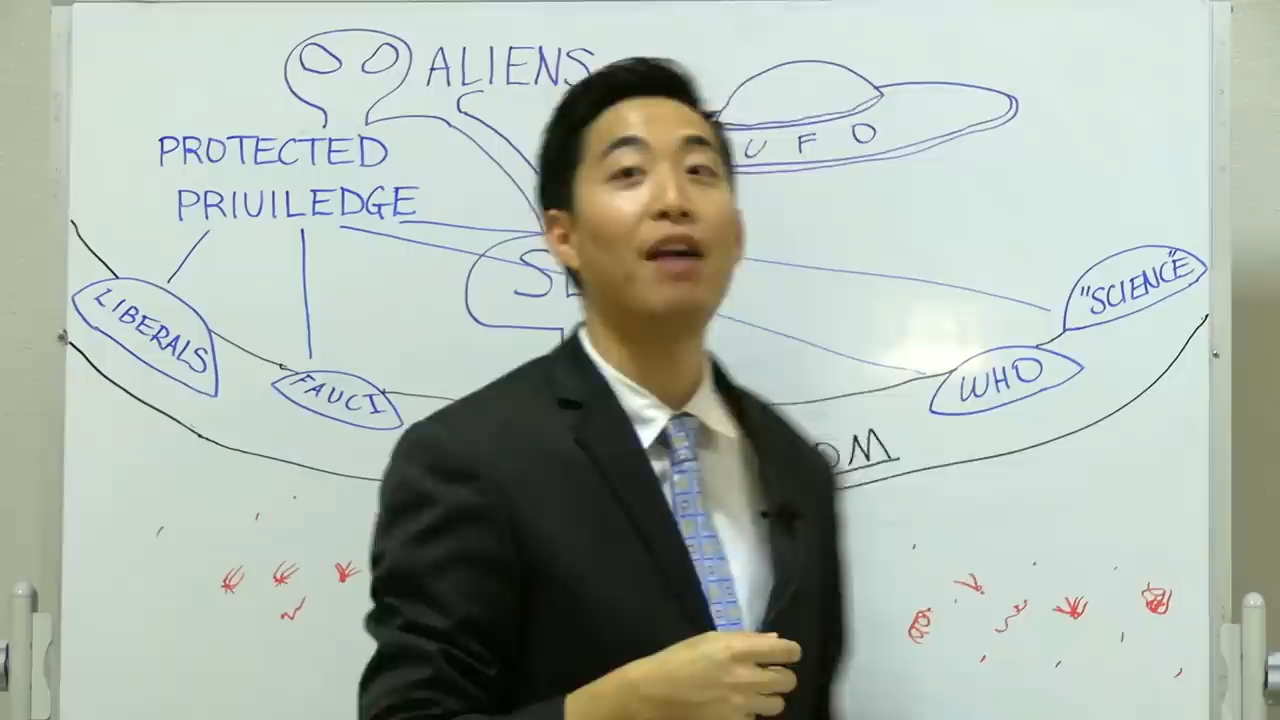 ALIENS
UFO
PROTECTED
PRIUILEDGE
LIBERALS
FAUCI
WHO
"SCIENCE"